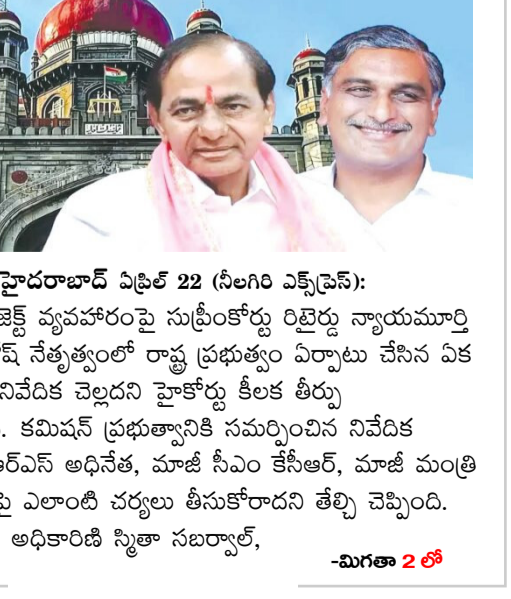 హైదరాబాద్ ఏప్రిల్ 22 (నీలగిరి ఎక్స్‌ప్రెస్):
జెక్ట్ వ్యవహారంపై సుప్రీంకోర్టు రిటైర్డు న్యాయమూర్తి
ష్ నేతృత్వంలో రాష్ట్ర ప్రభుత్వం ఏర్పాటు చేసిన ఏక
నివేదిక చెల్లదని హైకోర్టు కీలక తీర్పు
. కమిషన్ ప్రభుత్వానికి సమర్పించిన నివేదిక
ఆర్ఎస్ అధినేత, మాజీ సీఎం కేసీఆర్, మాజీ మంత్రి
పై ఎలాంటి చర్యలు తీసుకోరాదని తేల్చి చెప్పింది.
అధికారిణి స్మితా సబర్వాల్,
-మిగతా 2 లో